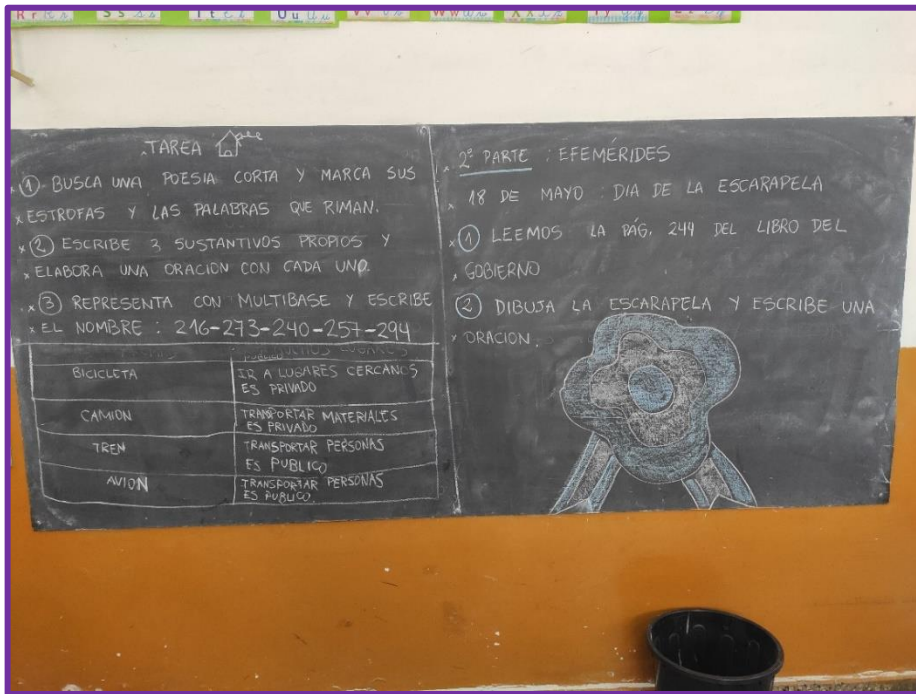 R r R r S s S s T t T t U u U u V v W w W w X x Y y Z z
TAREA
① BUSCA UNA POESIA CORTA Y MARCA SUS
ESTROFAS Y LAS PALABRAS QUE RIMAN.
② ESCRIBE 3 SUSTANTIVOS PROPIOS Y
ELABORA UNA ORACION CON CADA UNO.
③ REPRESENTA CON MULTIBASE Y ESCRIBE
EL NOMBRE : 216-273-240-257-294
BICICLETA
IR A LUGARES CERCANOS
ES PRIVADO
CAMION
TRANSPORTAR MATERIALES
ES PRIVADO
TREN
TRANSPORTAR PERSONAS
ES PUBLICO
AVION
TRANSPORTAR PERSONAS
ES PUBLICO
2º PARTE : EFEMÉRIDES
18 DE MAYO DIA DE LA ESCARAPELA
① LEEMOS LA PÁG. 244 DEL LIBRO DEL
GOBIERNO
② DIBUJA LA ESCARAPELA Y ESCRIBE UNA
ORACION.